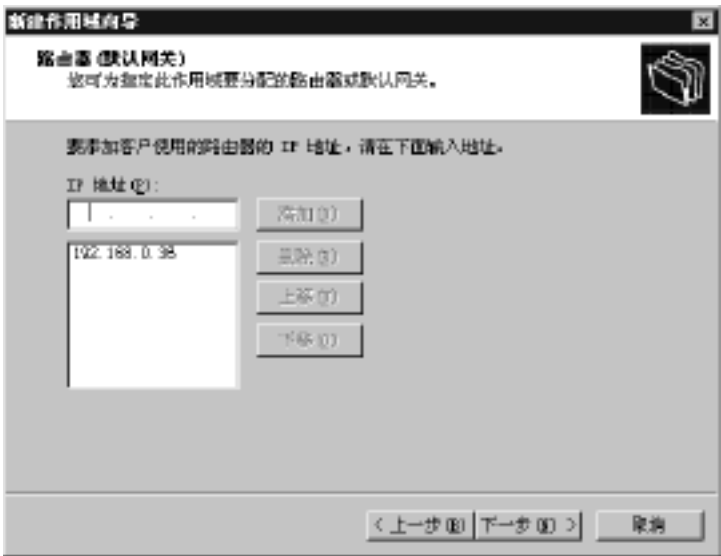 新建作用域向导
路由器(默认网关)
您可为指定此作用域要分配的路由器或默认网关。
要添加客户使用的路由器的 IP 地址,请在下面输入地址。
IP 地址(P):
添加(D)
192.168.0.38
删除(R)
上移(U)
下移(O)
< 上一步(B)
下一步(N) >
取消